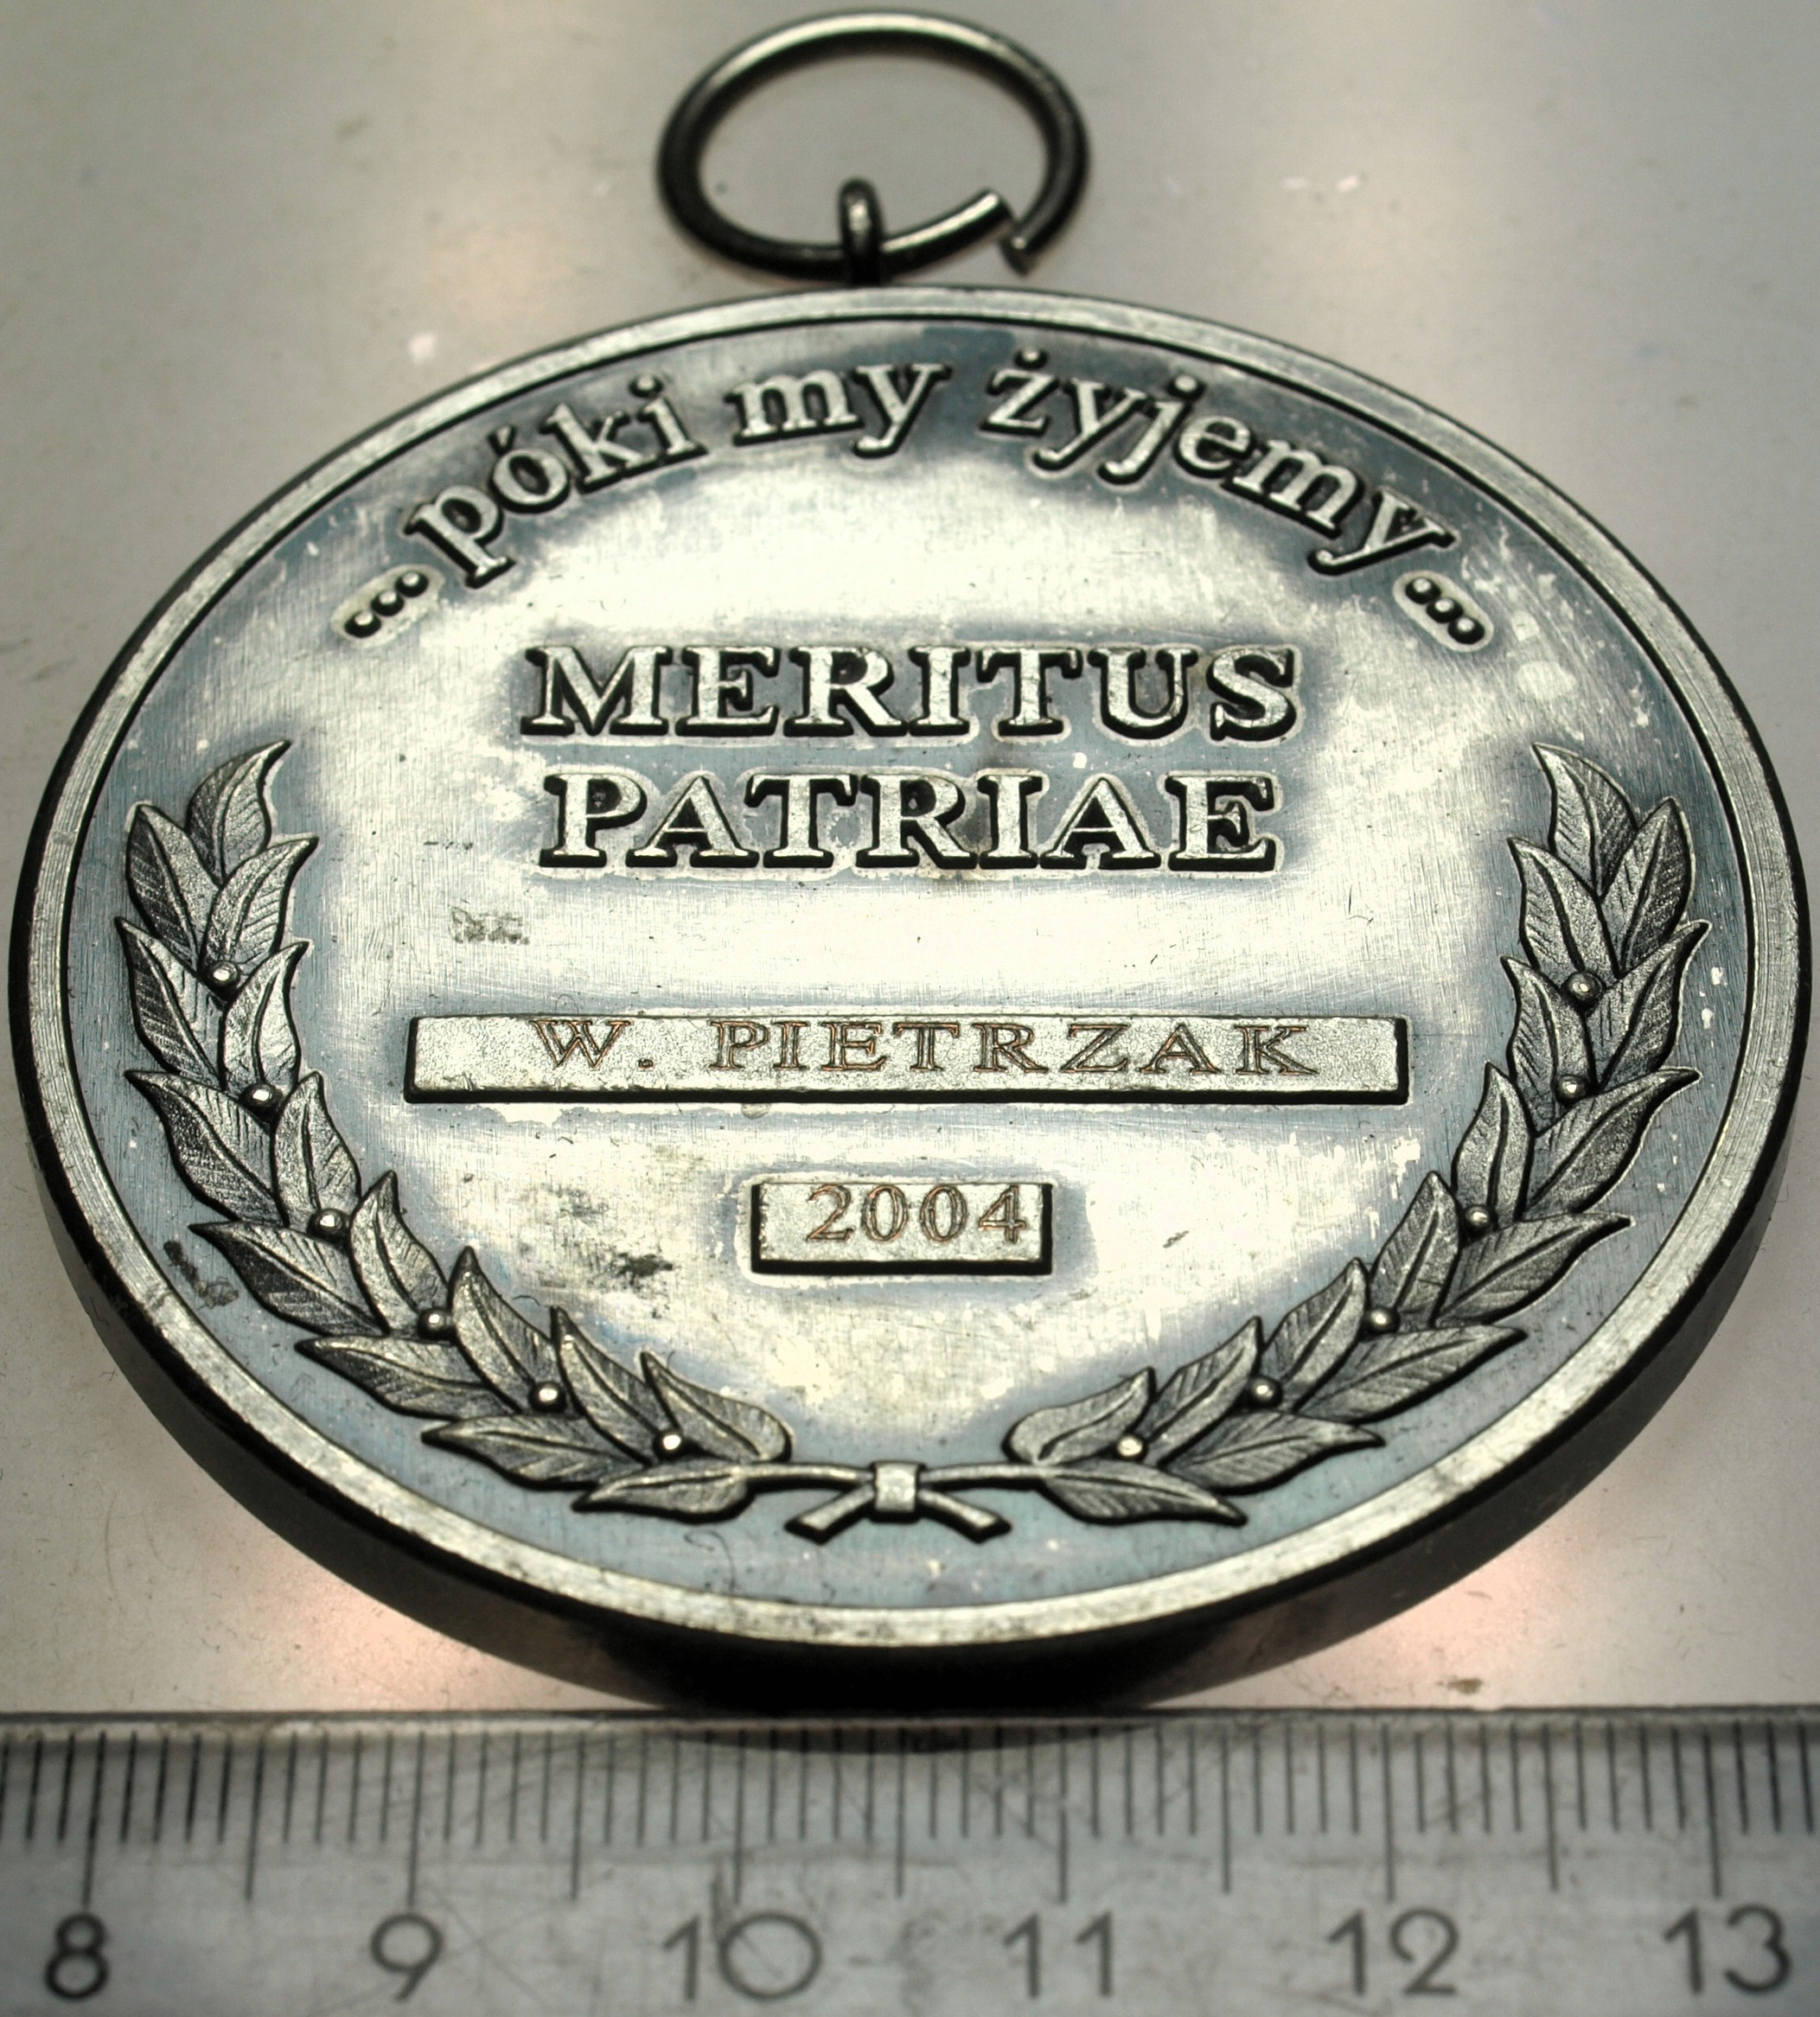 ...póki my żyjemy...
MERITUS
PATRIAE
W. PIETRZAK
2004
8 9 10 11 12 13